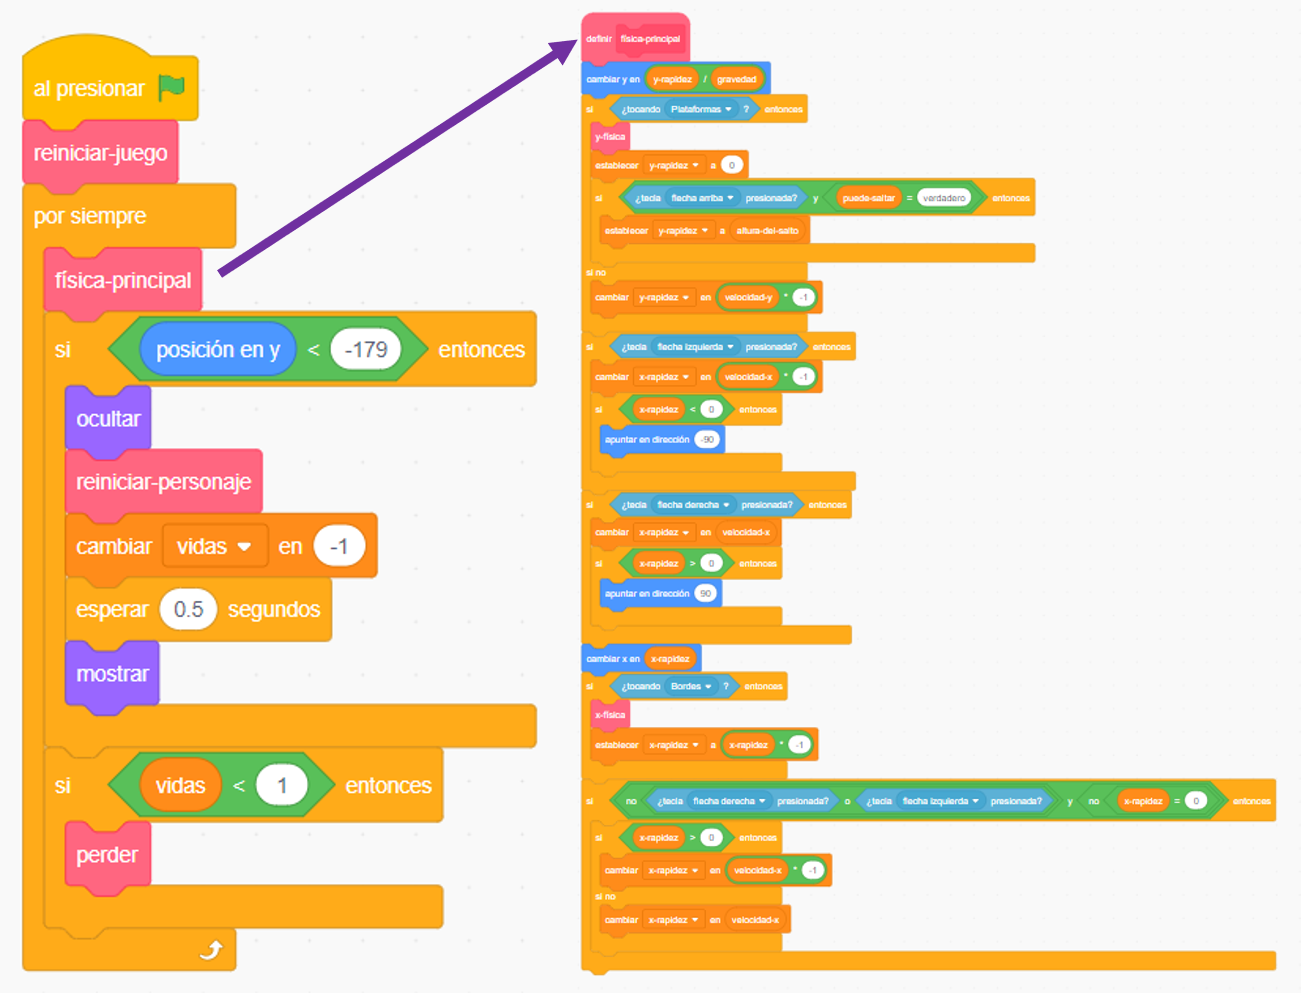 al presionar
reiniciar-juego
por siempre
física-principal
si posición en y < -179 entonces
ocultar
reiniciar-personaje
cambiar vidas en -1
esperar 0.5 segundos
mostrar
si vidas < 1 entonces
perder
definir física-principal
cambiar y en y-rapidez / gravedad
si ¿tocando Plataformas ? entonces
y-física
establecer y-rapidez a 0
si ¿tecla flecha arriba presionada? y puede-saltar = verdadero entonces
establecer y-rapidez a altura-del-salto
si no
cambiar y-rapidez en velocidad-y * -1
si ¿tecla flecha izquierda presionada? entonces
cambiar x-rapidez en velocidad-x * -1
si x-rapidez < 0 entonces
apuntar en dirección -90
si ¿tecla flecha derecha presionada? entonces
cambiar x-rapidez en velocidad-x
si x-rapidez > 0 entonces
apuntar en dirección 90
cambiar x en x-rapidez
si ¿tocando Bordes ? entonces
x-física
establecer x-rapidez a x-rapidez * -1
si no ¿tecla flecha derecha presionada? o ¿tecla flecha izquierda presionada? y no x-rapidez = 0 entonces
si x-rapidez > 0 entonces
cambiar x-rapidez en velocidad-x * -1
si no
cambiar x-rapidez en velocidad-x